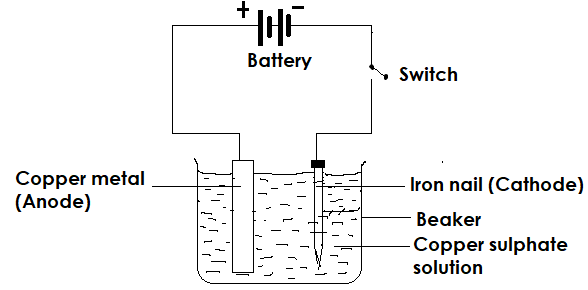 + −
Battery
Switch
Copper metal
(Anode)
Iron nail (Cathode)
Beaker
Copper sulphate
solution